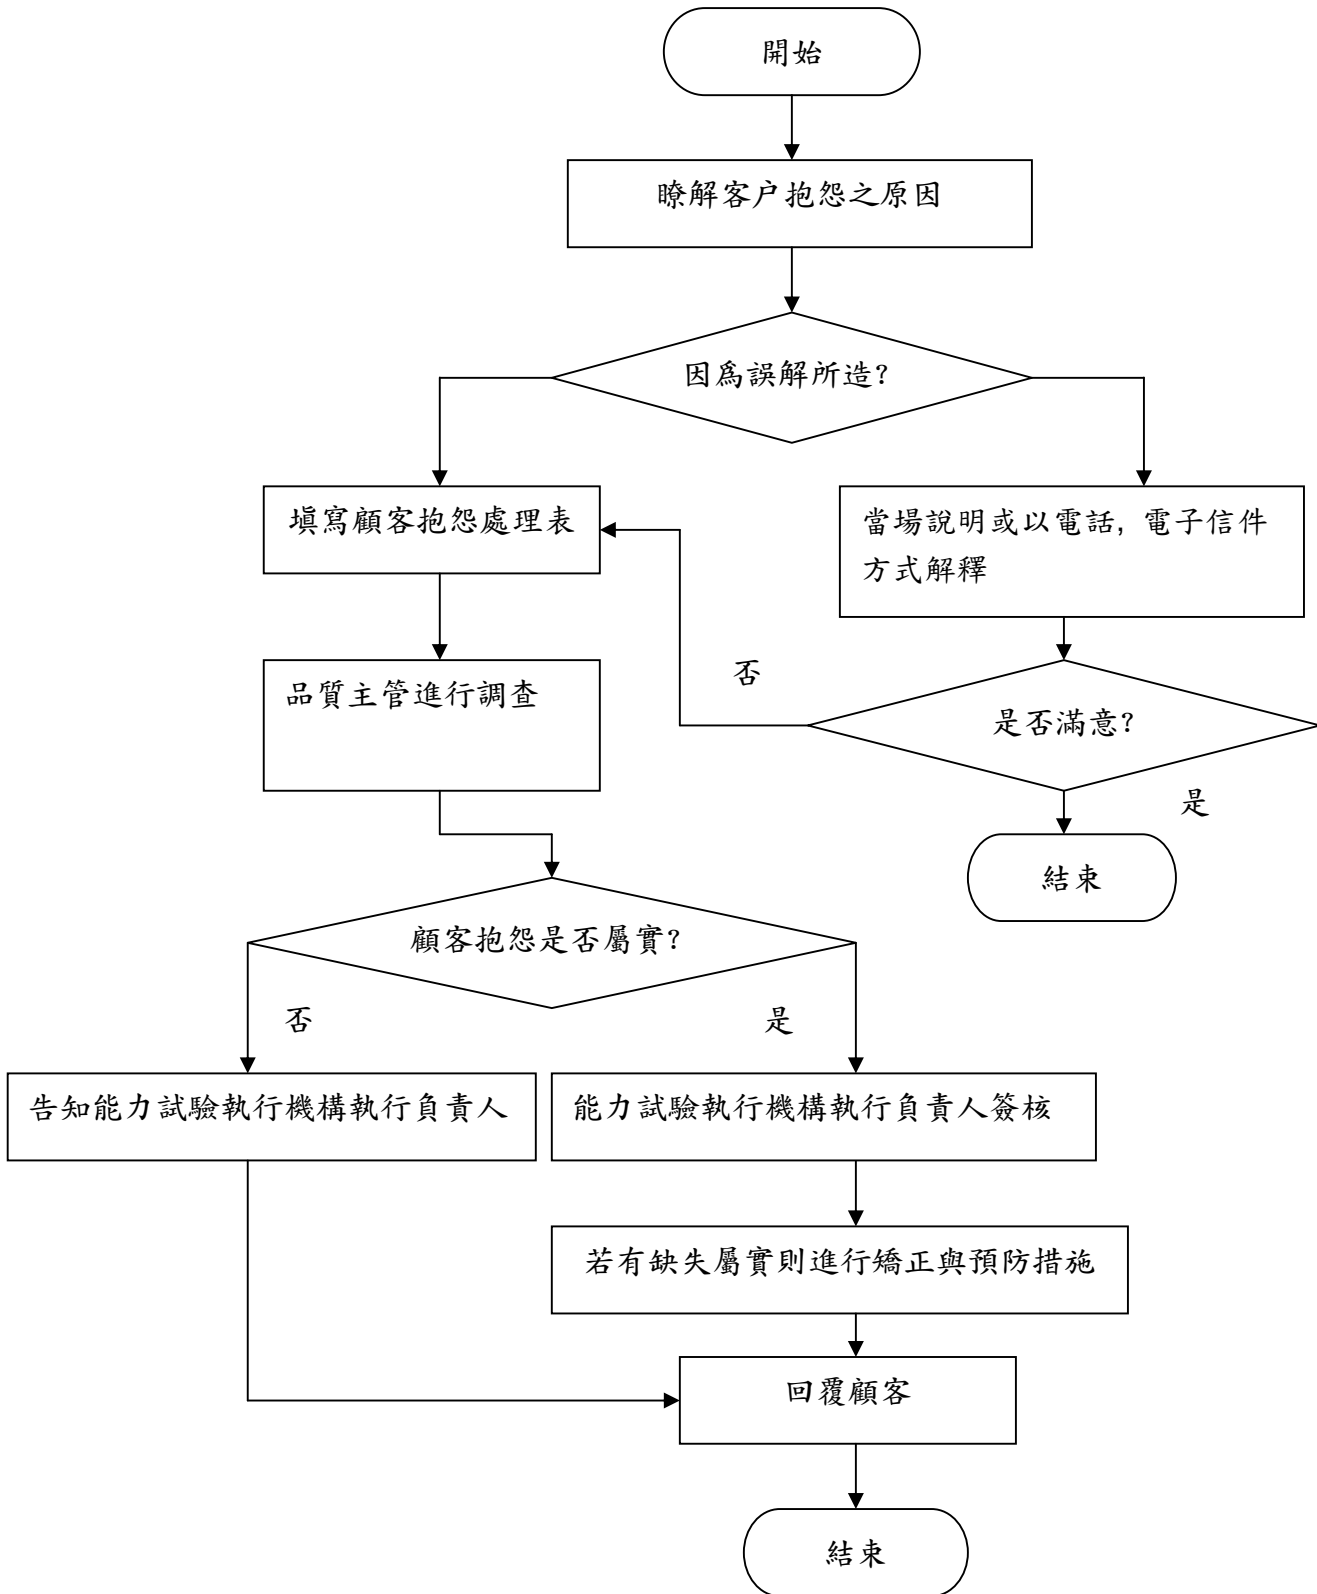 開始
瞭解客户抱怨之原因
因為誤解所造?
填寫顧客抱怨處理表
當場說明或以電話, 電子信件
方式解釋
否
品質主管進行調查
是否滿意?
是
結束
顧客抱怨是否屬實?
否
是
告知能力試驗執行機構執行負責人
能力試驗執行機構執行負責人簽核
若有缺失屬實則進行矯正與預防措施
回覆顧客
結束